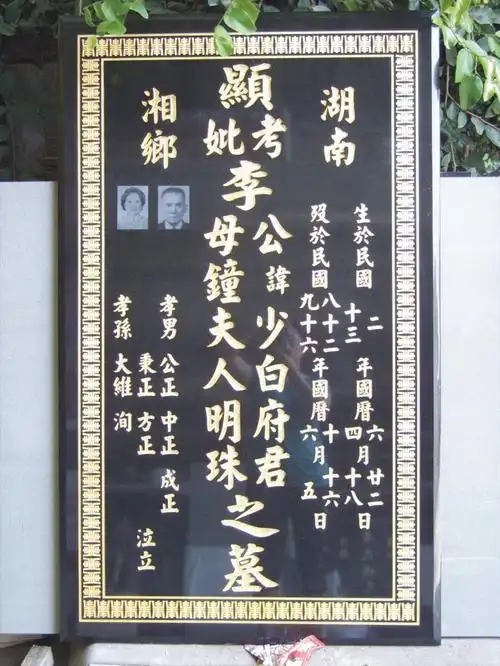 湖南
生於民國二十三年國曆六四月廿二十八日
歿於民國八十二九十六年國曆十六月十六五日
顯考妣李公諱少白府君母鐘夫人明珠之墓
湘鄉
孝男 公正 中正 成正
秉正 方正
孝孫 大維 洵
泣立